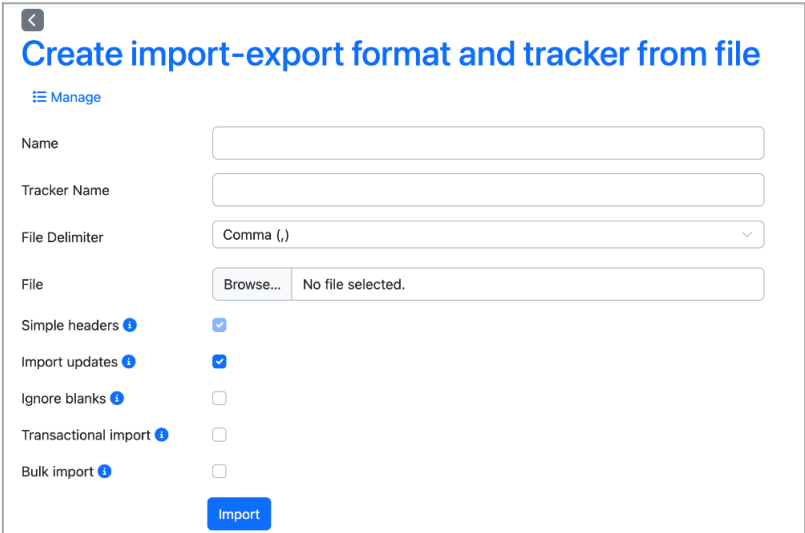 Create import-export format and tracker from file
Manage
Name
Tracker Name
File Delimiter Comma (,)
File Browse... No file selected.
Simple headers
Import updates
Ignore blanks
Transactional import
Bulk import
Import